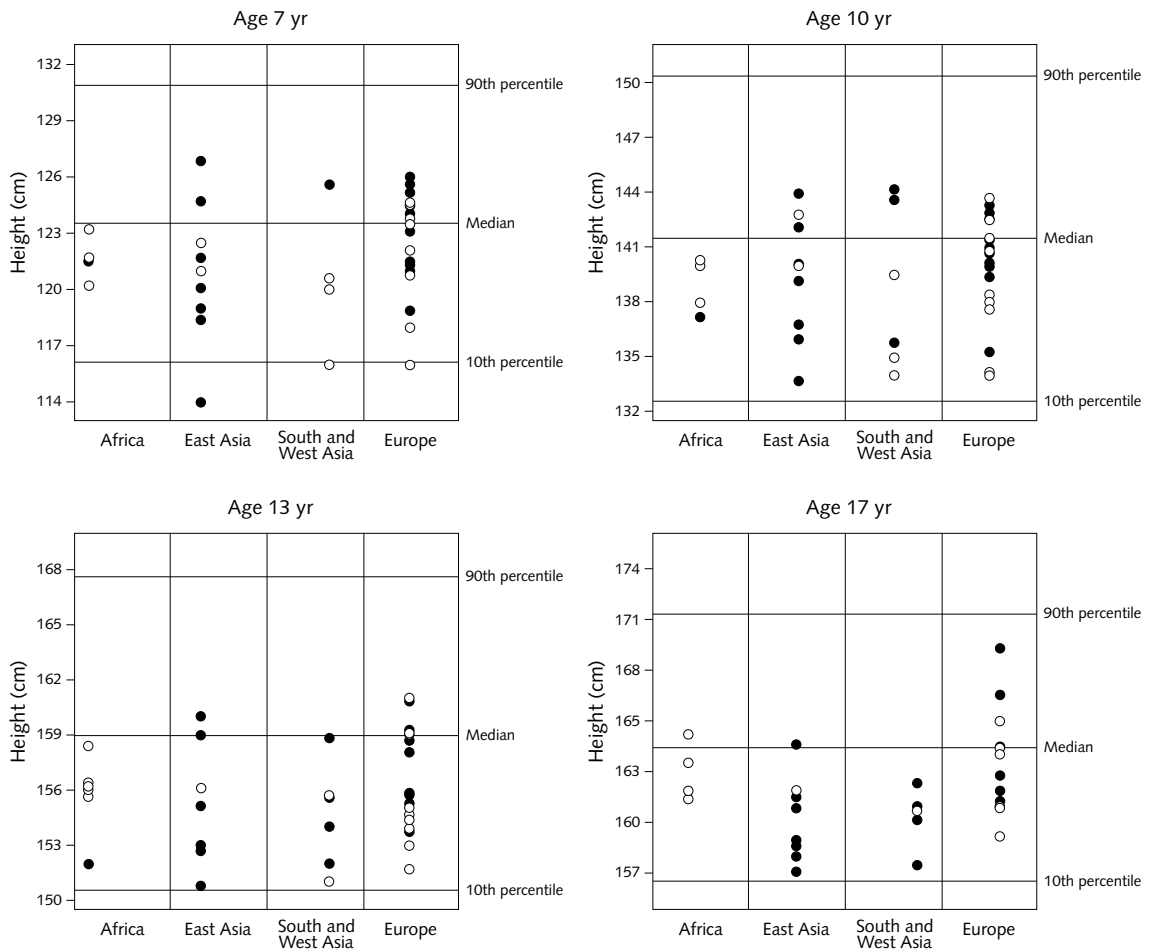 Age 7 yr
Height (cm)
132
129
126
123
120
117
114
90th percentile
Median
10th percentile
Africa
East Asia
South and
West Asia
Europe
Age 10 yr
Height (cm)
150
147
144
141
138
135
132
90th percentile
Median
10th percentile
Africa
East Asia
South and
West Asia
Europe
Age 13 yr
Height (cm)
168
165
162
159
156
153
150
90th percentile
Median
10th percentile
Africa
East Asia
South and
West Asia
Europe
Age 17 yr
Height (cm)
174
171
168
165
163
160
157
90th percentile
Median
10th percentile
Africa
East Asia
South and
West Asia
Europe